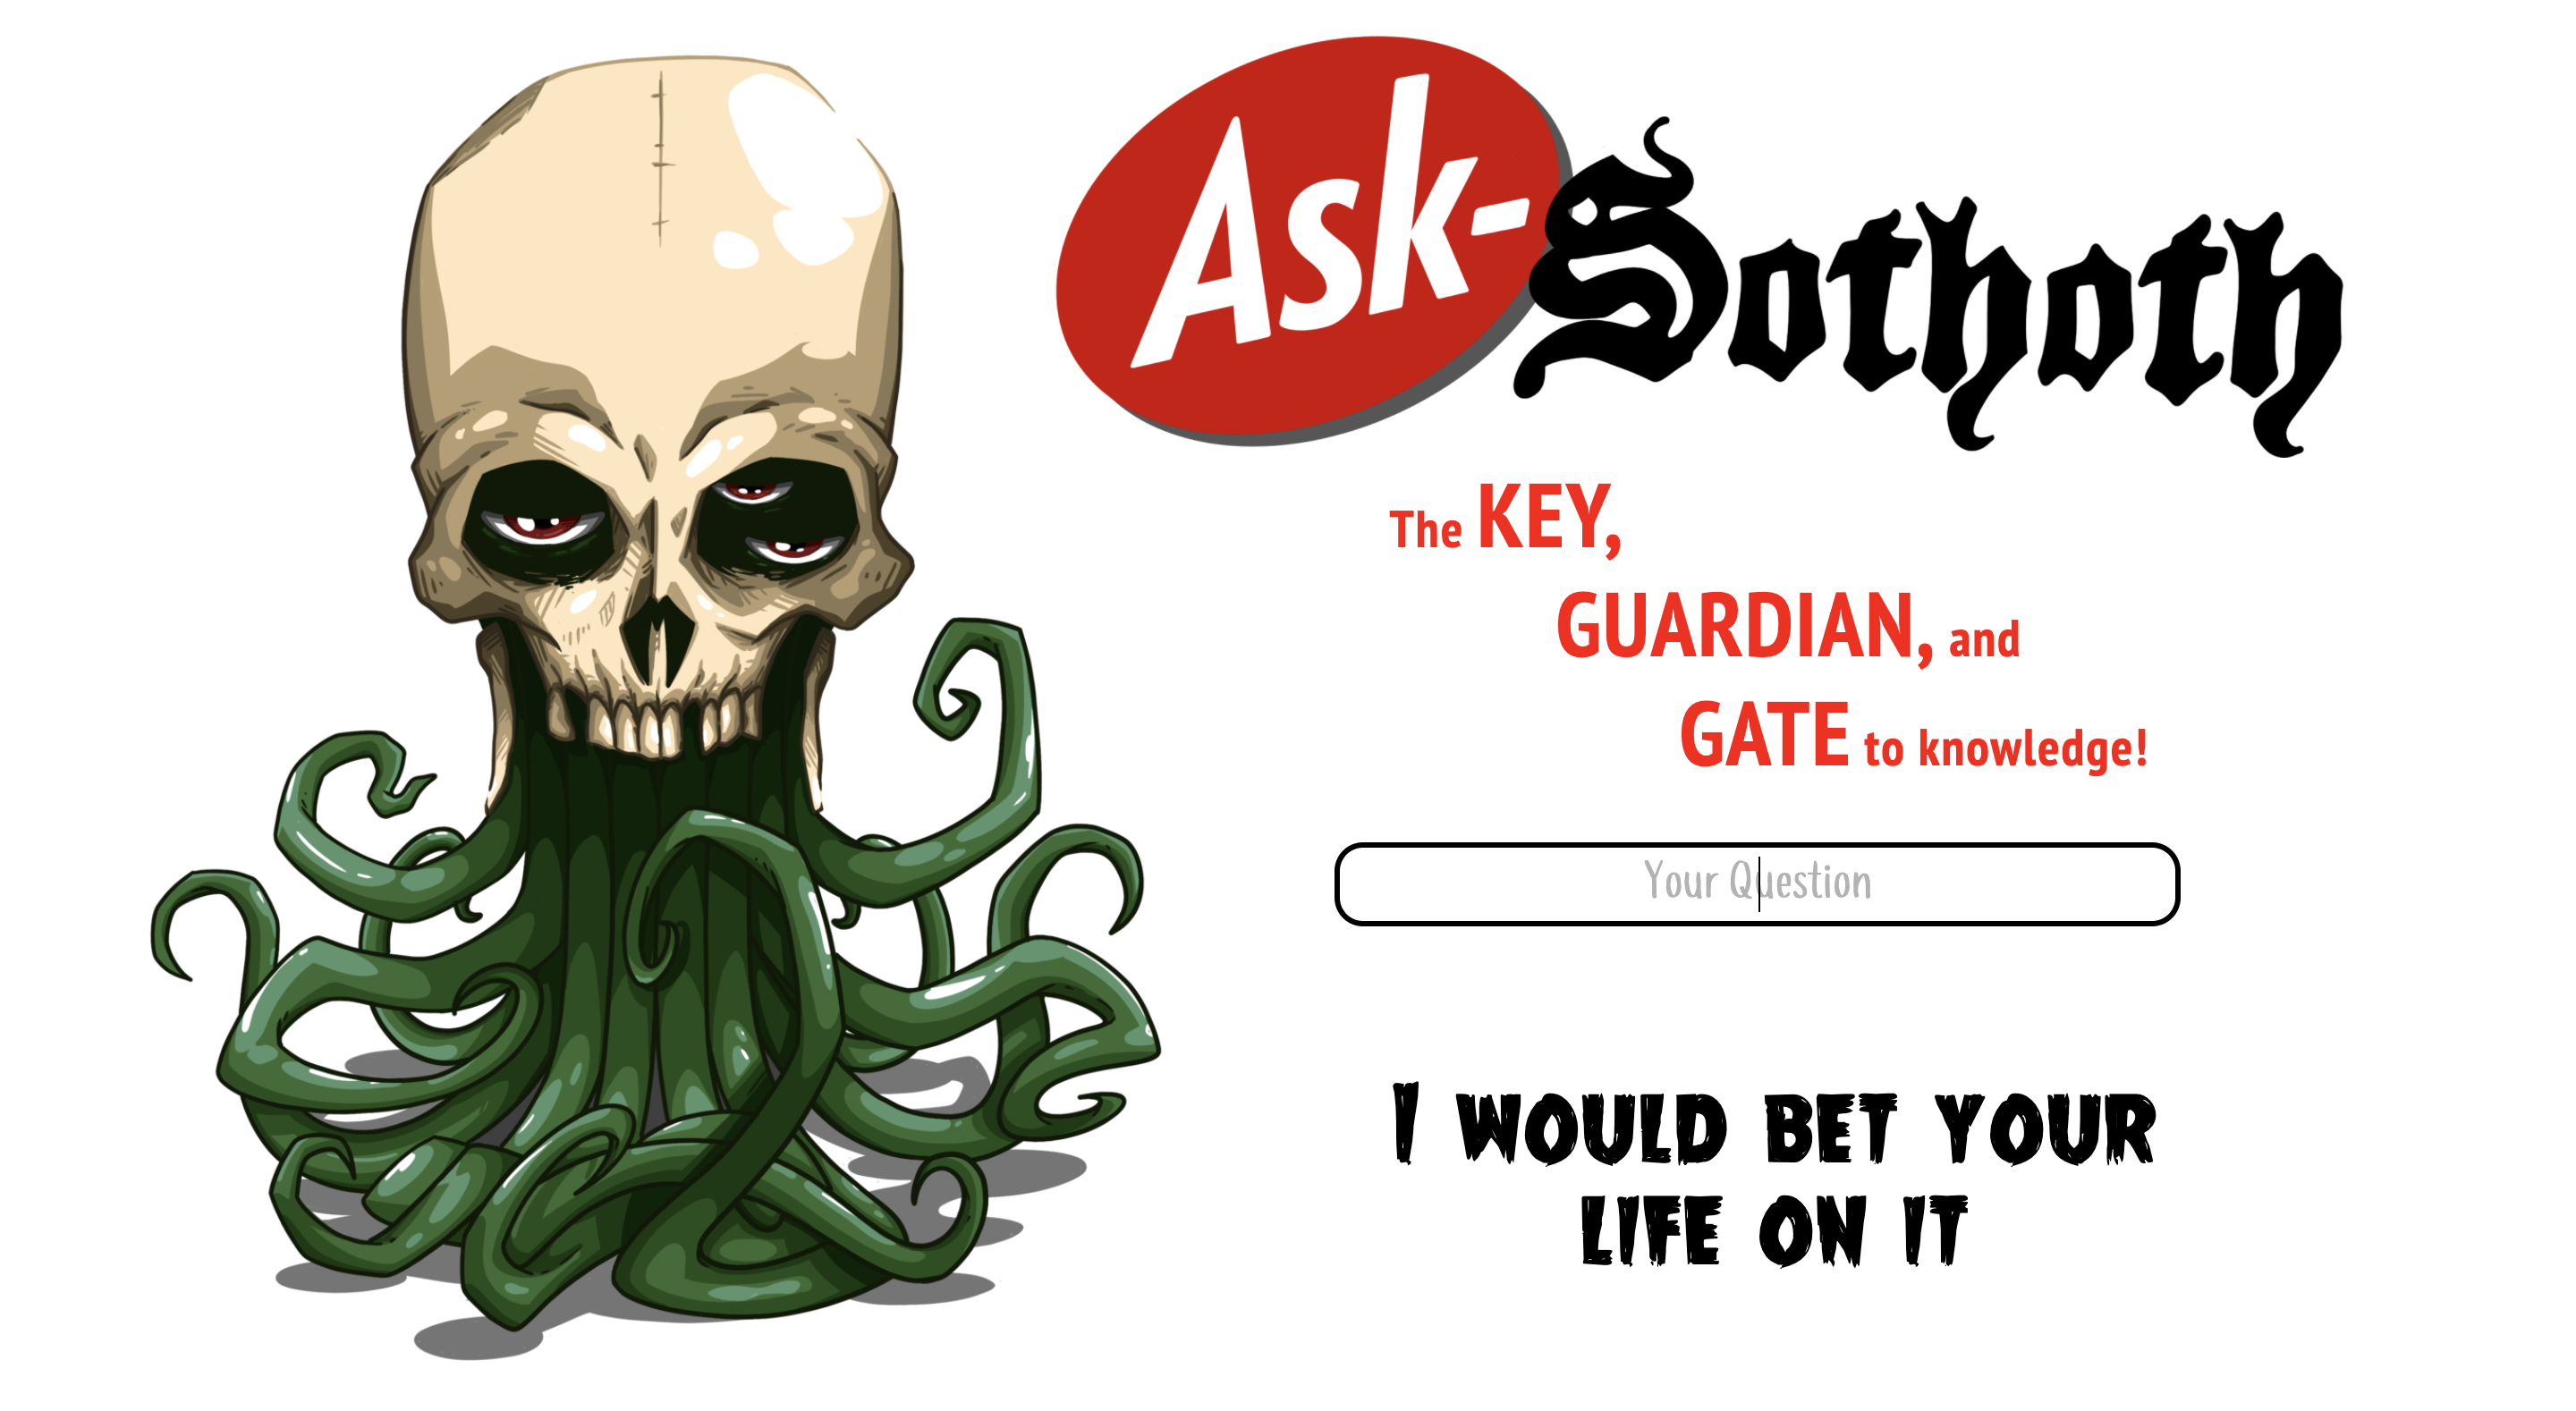 Ask-Sothoth
The KEY,
GUARDIAN, and
GATE to knowledge!
Your Question
I WOULD BET YOUR
LIFE ON IT